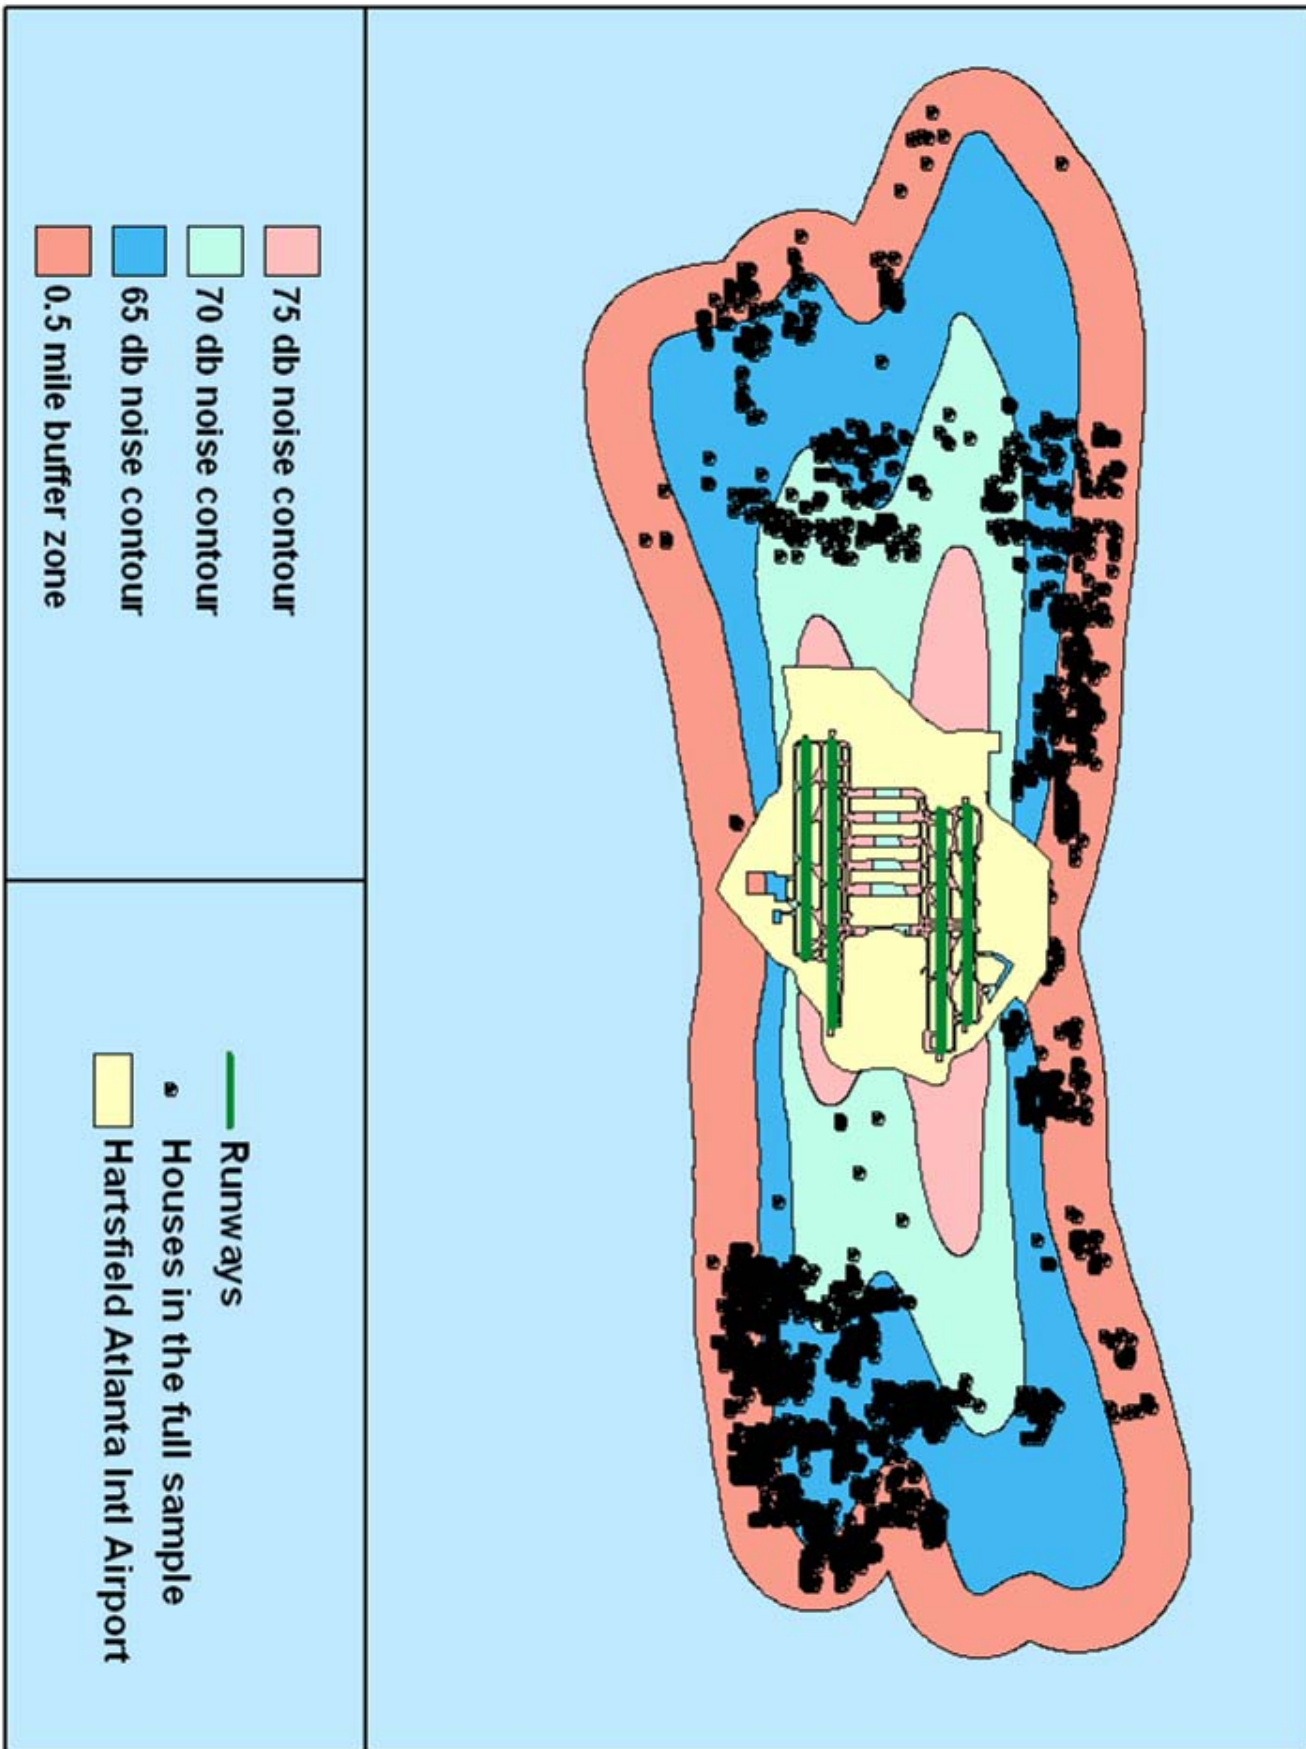 75 db noise contour
70 db noise contour
65 db noise contour
0.5 mile buffer zone
Runways
Houses in the full sample
Hartsfield Atlanta Intl Airport